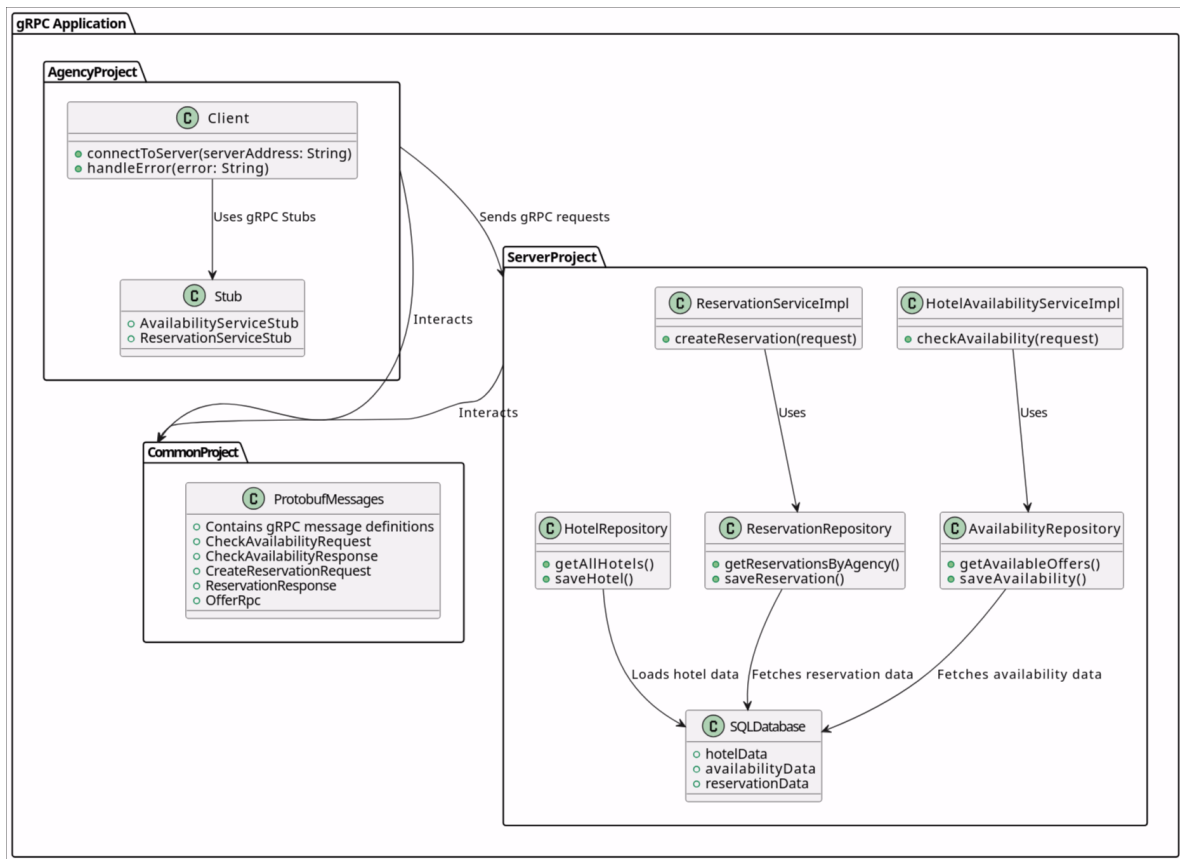 gRPC Application
AgencyProject
C Client
connectToServer(serverAddress: String)
handleError(error: String)
Uses gRPC Stubs
C Stub
AvailabilityServiceStub
ReservationServiceStub
Sends gRPC requests
Interacts
Interacts
ServerProject
C ReservationServiceImpl
createReservation(request)
C HotelAvailabilityServiceImpl
checkAvailability(request)
Uses
Uses
CommonProject
C ProtobufMessages
Contains gRPC message definitions
CheckAvailabilityRequest
CheckAvailabilityResponse
CreateReservationRequest
ReservationResponse
OfferRpc
C HotelRepository
getAllHotels()
saveHotel()
C ReservationRepository
getReservationsByAgency()
saveReservation()
C AvailabilityRepository
getAvailableOffers()
saveAvailability()
Loads hotel data
Fetches reservation data
Fetches availability data
C SQLDatabase
hotelData
availabilityData
reservationData